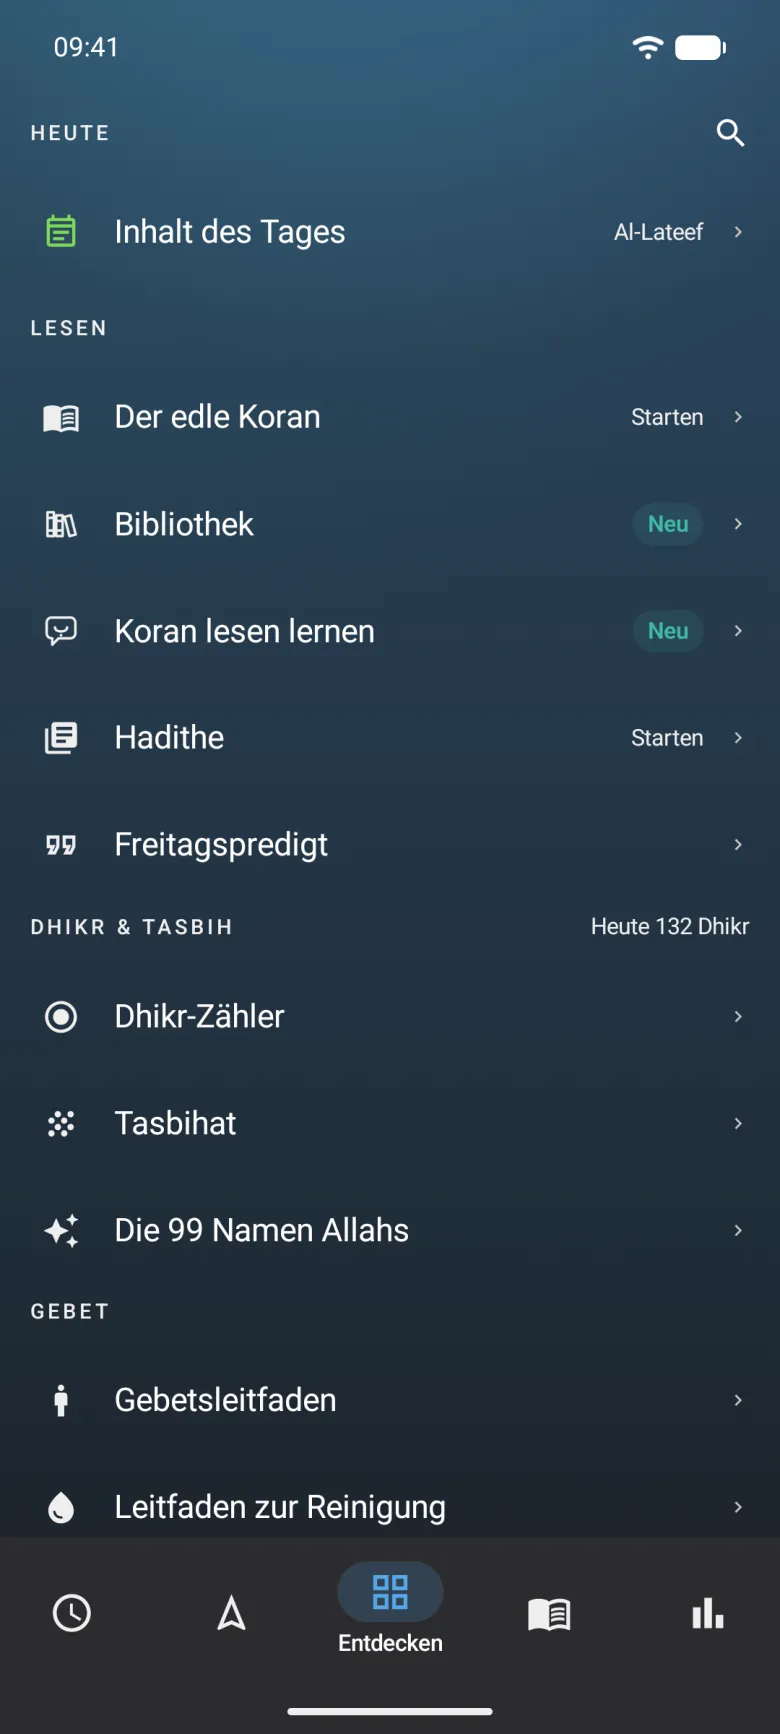 09:41
HEUTE
Inhalt des Tages Al-Lateef
LESEN
Der edle Koran Starten
Bibliothek Neu
Koran lesen lernen Neu
Hadithe Starten
Freitagspredigt
DHIKR & TASBIH Heute 132 Dhikr
Dhikr-Zähler
Tasbihat
Die 99 Namen Allahs
GEBET
Gebetsleitfaden
Leitfaden zur Reinigung
Entdecken